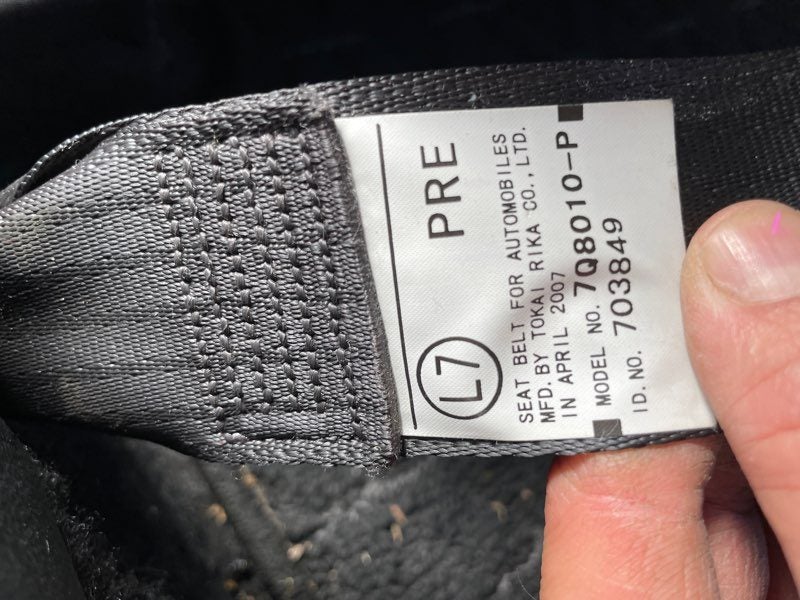 L7 PRE
SEAT BELT FOR AUTOMOBILES
MFD. BY TOKAI RIKA CO., LTD.
IN APRIL 2007
MODEL NO. 7Q8010-P
ID. NO. 703849